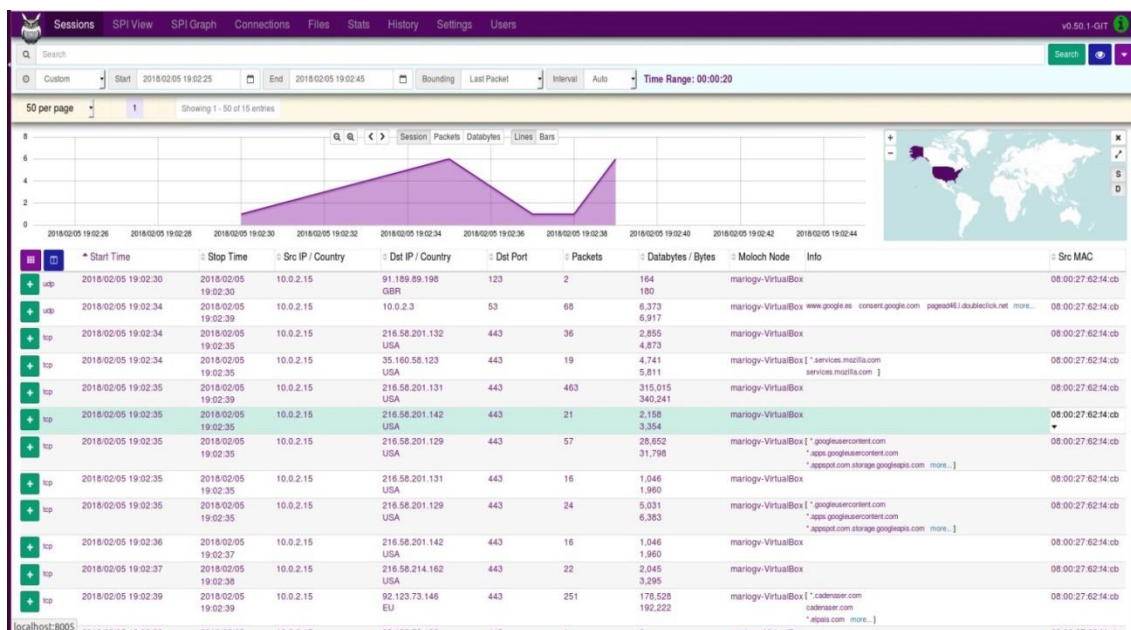 Sessions SPI View SPI Graph Connections Files Stats History Settings Users v0.50.1-GIT
Search Search
Custom Start 2018/02/05 19:02:25 End 2018/02/05 19:02:45 Bounding Last Packet Interval Auto Time Range: 00:00:20
50 per page 1 Showing 1 - 50 of 15 entries
Session Packets Databytes Lines Bars
8
6
4
2
0
2018/02/05 19:02:26 2018/02/05 19:02:28 2018/02/05 19:02:30 2018/02/05 19:02:32 2018/02/05 19:02:34 2018/02/05 19:02:36 2018/02/05 19:02:38 2018/02/05 19:02:40 2018/02/05 19:02:42 2018/02/05 19:02:44
+
−
S
D
Start Time Stop Time Src IP / Country Dst IP / Country Dst Port Packets Databytes / Bytes Moloch Node Info Src MAC
udp 2018/02/05 19:02:30 2018/02/05 10.0.2.15 91.189.89.198 123 2 164 mariogv-VirtualBox 08:00:27:62:f4:cb
19:02:30 GBR 180
udp 2018/02/05 19:02:34 2018/02/05 10.0.2.15 10.0.2.3 53 68 6,373 mariogv-VirtualBox www.google.es consent.google.com pagead46.l.doubleclick.net more... 08:00:27:62:f4:cb
19:02:39 6,917
tcp 2018/02/05 19:02:34 2018/02/05 10.0.2.15 216.58.201.132 443 36 2,855 mariogv-VirtualBox 08:00:27:62:f4:cb
19:02:35 USA 4,873
tcp 2018/02/05 19:02:34 2018/02/05 10.0.2.15 35.160.58.123 443 19 4,741 mariogv-VirtualBox [ *.services.mozilla.com 08:00:27:62:f4:cb
19:02:35 USA 5,811 services.mozilla.com ]
tcp 2018/02/05 19:02:35 2018/02/05 10.0.2.15 216.58.201.131 443 463 315,015 mariogv-VirtualBox 08:00:27:62:f4:cb
19:02:39 USA 340,241
tcp 2018/02/05 19:02:35 2018/02/05 10.0.2.15 216.58.201.142 443 21 2,158 mariogv-VirtualBox 08:00:27:62:f4:cb
19:02:35 USA 3,354
tcp 2018/02/05 19:02:35 2018/02/05 10.0.2.15 216.58.201.129 443 57 28,652 mariogv-VirtualBox [ *.googleusercontent.com 08:00:27:62:f4:cb
19:02:35 USA 31,798 *.apps.googleusercontent.com
*.appspot.com.storage.googleapis.com more... ]
tcp 2018/02/05 19:02:35 2018/02/05 10.0.2.15 216.58.201.131 443 16 1,046 mariogv-VirtualBox 08:00:27:62:f4:cb
19:02:35 USA 1,960
tcp 2018/02/05 19:02:35 2018/02/05 10.0.2.15 216.58.201.129 443 24 5,031 mariogv-VirtualBox [ *.googleusercontent.com 08:00:27:62:f4:cb
19:02:35 USA 6,383 *.apps.googleusercontent.com
*.appspot.com.storage.googleapis.com more... ]
tcp 2018/02/05 19:02:36 2018/02/05 10.0.2.15 216.58.201.142 443 16 1,046 mariogv-VirtualBox 08:00:27:62:f4:cb
19:02:37 USA 1,960
tcp 2018/02/05 19:02:37 2018/02/05 10.0.2.15 216.58.214.162 443 22 2,045 mariogv-VirtualBox 08:00:27:62:f4:cb
19:02:38 USA 3,295
tcp 2018/02/05 19:02:39 2018/02/05 10.0.2.15 92.123.73.146 443 251 178,528 mariogv-VirtualBox [ *.cadenaser.com 08:00:27:62:f4:cb
19:02:39 EU 192,222 cadenaser.com
*.elpais.com more... ]
localhost:8005